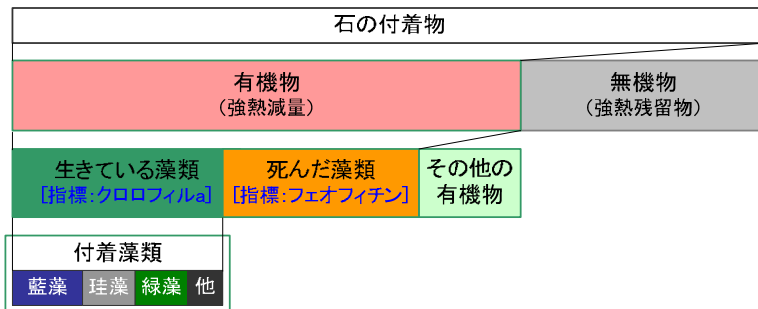 石の付着物
有機物
（強熱減量）
無機物
（強熱残留物）
生きている藻類
[指標：クロロフィルa]
死んだ藻類
[指標：フェオフィチン]
その他の
有機物
付着藻類
藍藻
珪藻
緑藻
他